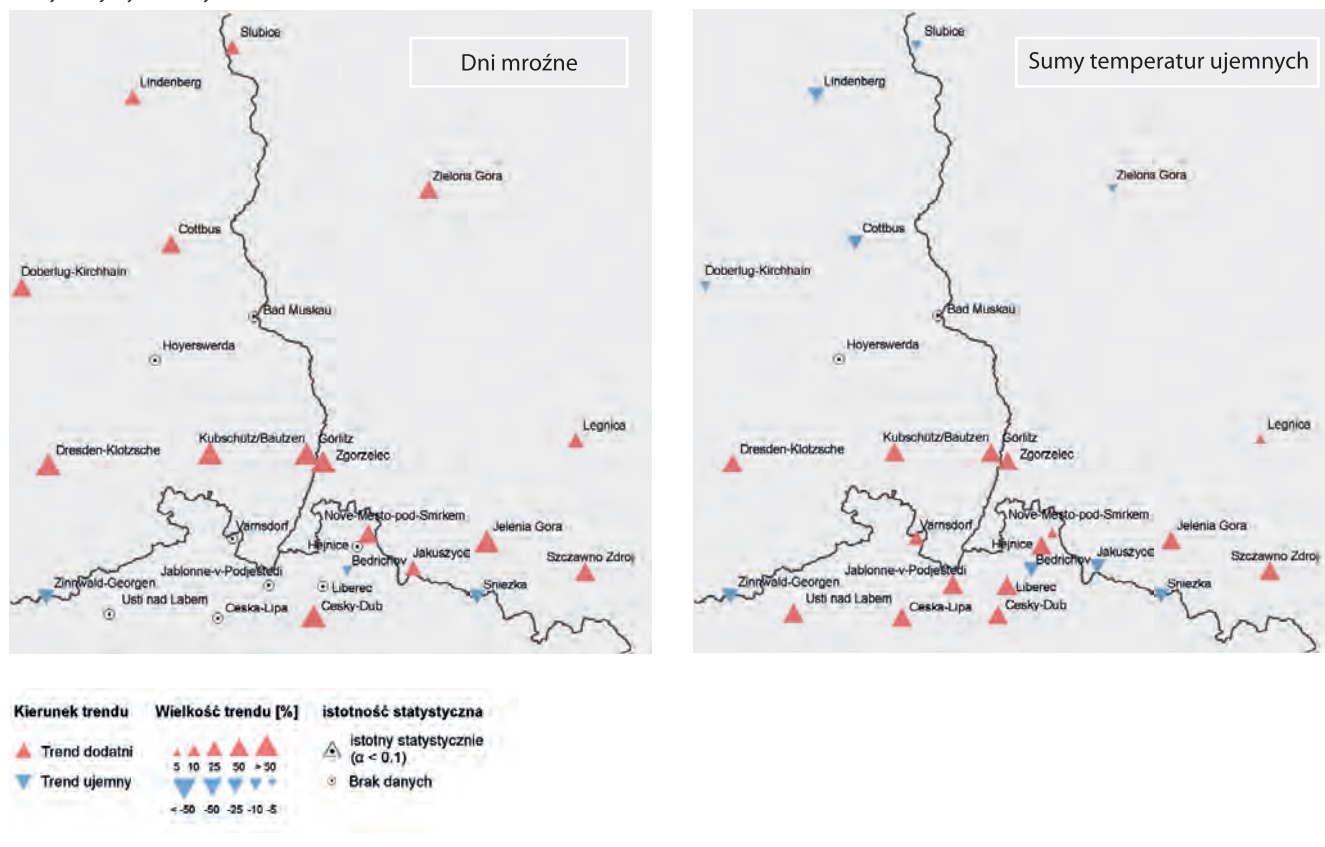 Słubice
Dni mroźne
Lindenberg
Zielona Gora
Cottbus
Doberlug-Kirchhain
Bad Muskau
Hoyerswerda
Legnica
Kubschütz/Bautzen
Görlitz
Dresden-Klotzsche
Zgorzelec
Nove-Mesto-pod-Smrkem
Varnsdorf
Jelenia Gora
Hejnice
Jakuszyce
Bedrichov
Szczawno Zdroj
Jablonne-v-Podjestedi
Zinnwald-Georgen
Liberec
Sniezka
Usti nad Labem
Ceska-Lipa
Cesky-Dub
Slubice
Sumy temperatur ujemnych
Lindenberg
Zielona Gora
Cottbus
Doberlug-Kirchhain
Bad Muskau
Hoyerswerda
Legnica
Kubschütz/Bautzen
Görlitz
Dresden-Klotzsche
Zgorzelec
Nove-Mesto-pod-Smirkem
Varnsdorf
Jelenia Gora
Hejnice
Jakuszyce
Bedrichov
Szczawno Zdroj
Jablonne-v-Podjestedi
Zinnwald-Georgen
Liberec
Sniezka
Usti nad Labem
Ceska-Lipa
Cesky-Dub
Kierunek trendu
Wielkość trendu [%]
istotność statystyczna
Trend dodatni
5 10 25 50 > 50
istotny statystycznie
(α < 0,1)
Trend ujemny
Brak danych
< -50 -50 -25 -10 -5